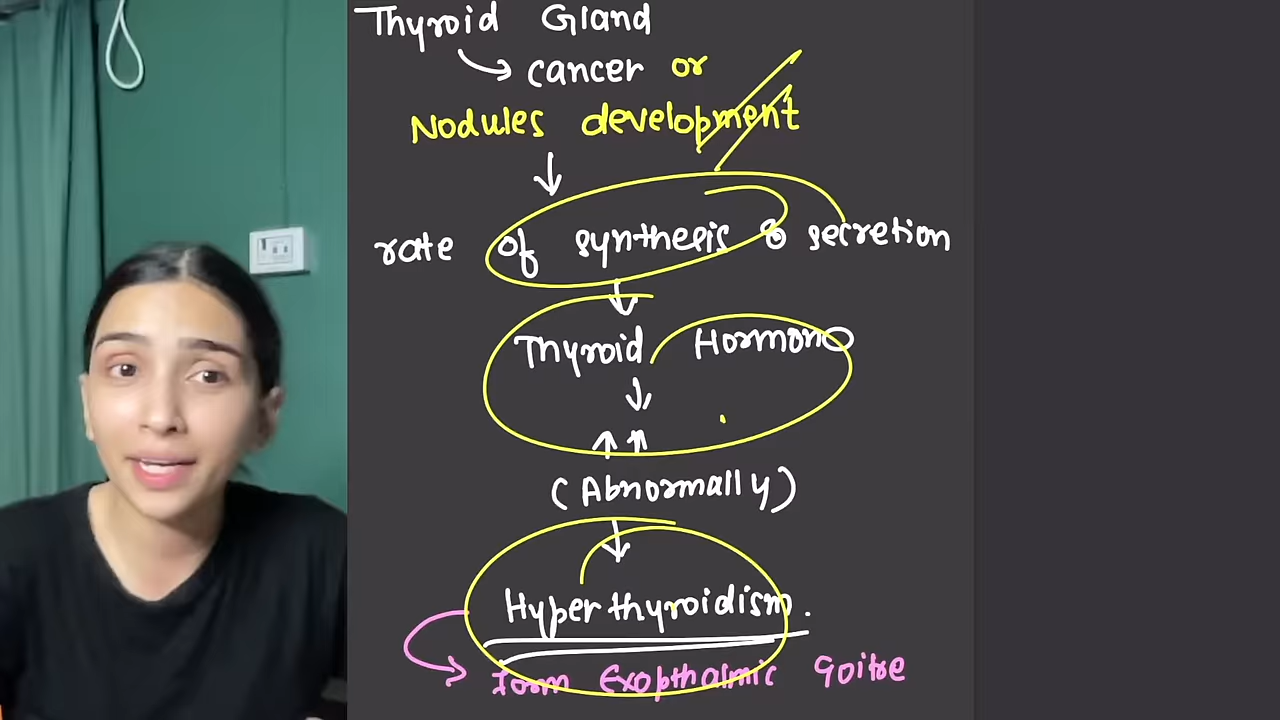 Thyroid Gland
↳ cancer or
Nodules development
↓
rate of synthesis & secretion
↓
Thyroid Hormone
↓
↑ ↑
(Abnormally)
↓
Hyperthyroidism.
→ form Exopthalmic Goitre